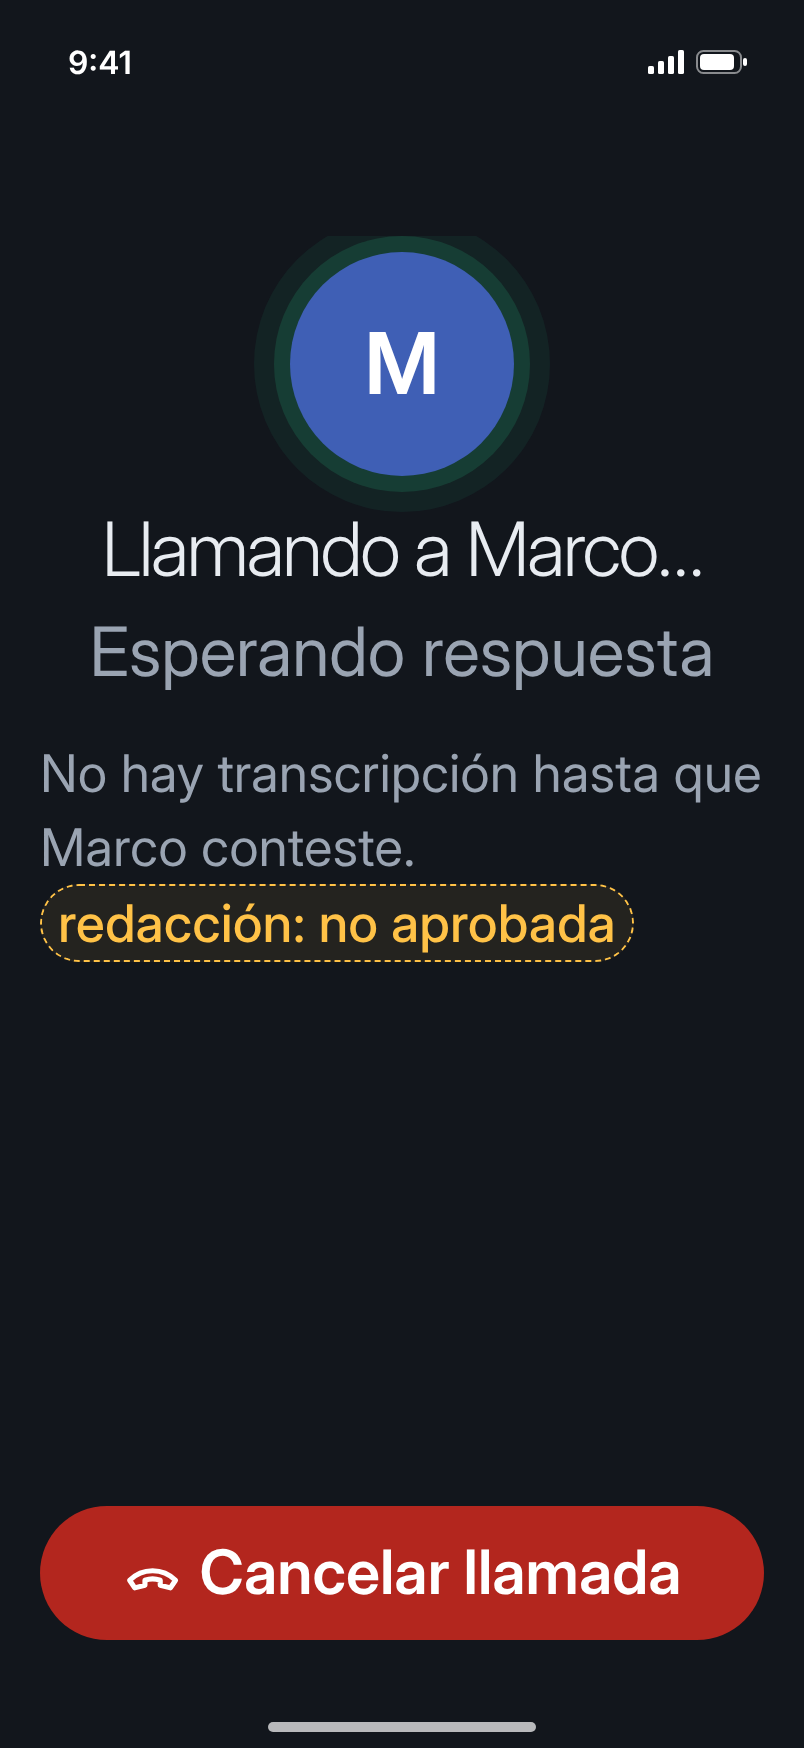 9:41
M
Llamando a Marco...
Esperando respuesta
No hay transcripción hasta que
Marco conteste.
redacción: no aprobada
Cancelar llamada